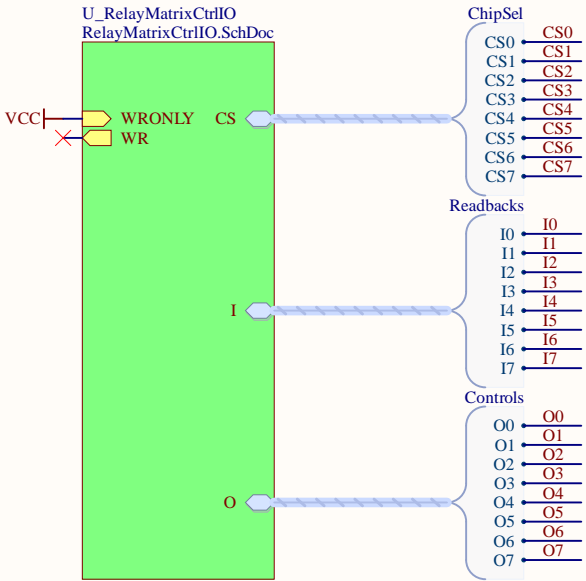 U_RelayMatrixCtrlIO
RelayMatrixCtrlIO.SchDoc
VCC
WRONLY
WR
CS
I
O
ChipSel
CS0 CS0
CS1 CS1
CS2 CS2
CS3 CS3
CS4 CS4
CS5 CS5
CS6 CS6
CS7 CS7
Readbacks
I0 I0
I1 I1
I2 I2
I3 I3
I4 I4
I5 I5
I6 I6
I7 I7
Controls
O0 O0
O1 O1
O2 O2
O3 O3
O4 O4
O5 O5
O6 O6
O7 O7